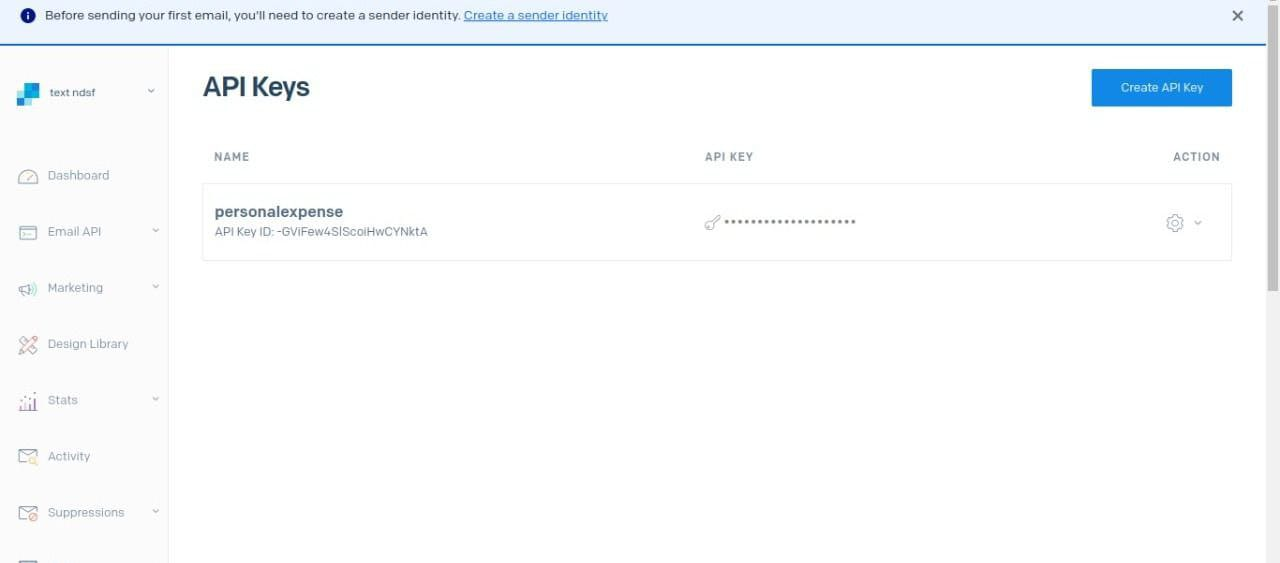 Before sending your first email, you'll need to create a sender identity. Create a sender identity
text ndsf
API Keys
Create API Key
NAME API KEY ACTION
personalexpense
API Key ID: -GViFew4SlScoiHwCYNktA
••••••••••••••••••••
Dashboard
Email API
Marketing
Design Library
Stats
Activity
Suppressions